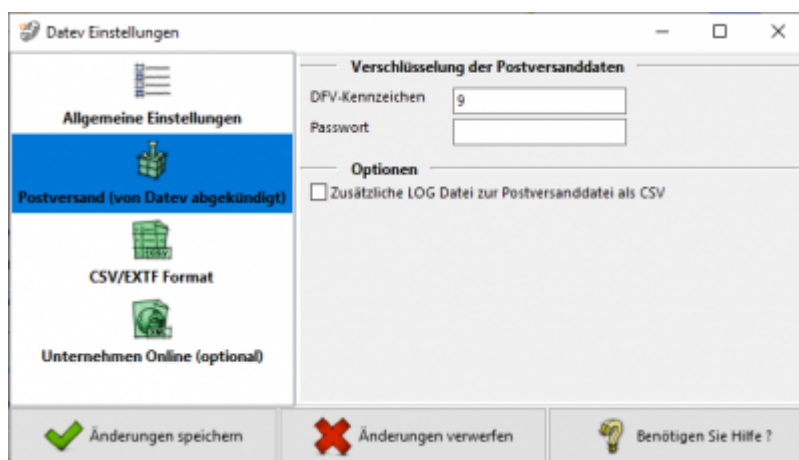 Datev Einstellungen
Allgemeine Einstellungen
Postversand (von Datev abgekündigt)
CSV/EXTF Format
Unternehmen Online (optional)
Verschlüsselung der Postversanddaten
DFV-Kennzeichen 9
Passwort
Optionen
Zusätzliche LOG Datei zur Postversanddatei als CSV
Änderungen speichern
Änderungen verwerfen
Benötigen Sie Hilfe ?